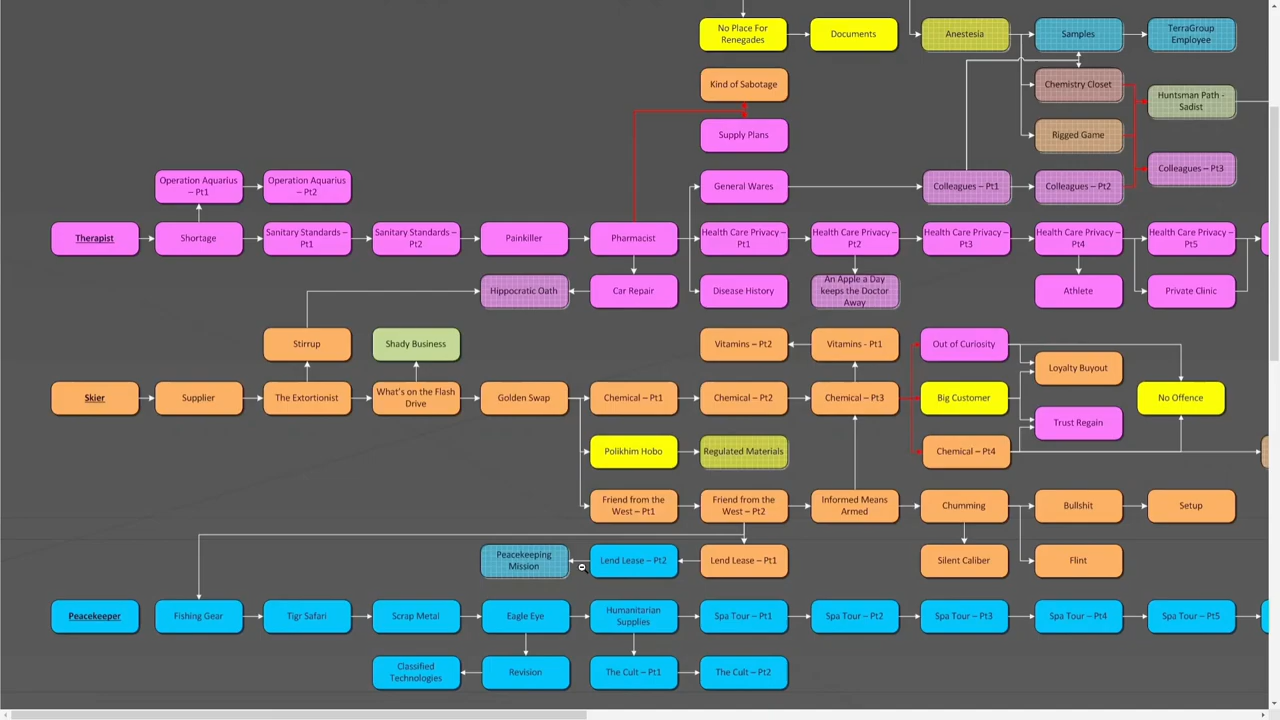 No Place For
Renegades
Documents
Anestesia
Samples
TerraGroup
Employee
Kind of Sabotage
Chemistry Closet
Huntsman Path -
Sadist
Supply Plans
Rigged Game
Colleagues – Pt3
Operation Aquarius
– Pt1
Operation Aquarius
– Pt2
General Wares
Colleagues – Pt1
Colleagues – Pt2
Therapist
Shortage
Sanitary Standards –
Pt1
Sanitary Standards –
Pt2
Painkiller
Pharmacist
Health Care Privacy –
Pt1
Health Care Privacy –
Pt2
Health Care Privacy –
Pt3
Health Care Privacy –
Pt4
Health Care Privacy –
Pt5
Hippocratic Oath
Car Repair
Disease History
An Apple a Day
keeps the Doctor
Away
Athlete
Private Clinic
Stirrup
Shady Business
Vitamins – Pt2
Vitamins - Pt1
Out of Curiosity
Loyalty Buyout
Skier
Supplier
The Extortionist
What's on the Flash
Drive
Golden Swap
Chemical – Pt1
Chemical – Pt2
Chemical – Pt3
Big Customer
No Offence
Trust Regain
Polikhim Hobo
Regulated Materials
Chemical – Pt4
Friend from the
West – Pt1
Friend from the
West – Pt2
Informed Means
Armed
Chumming
Bullshit
Setup
Peacekeeping
Mission
Lend Lease – Pt2
Lend Lease – Pt1
Silent Caliber
Flint
Peacekeeper
Fishing Gear
Tigr Safari
Scrap Metal
Eagle Eye
Humanitarian
Supplies
Spa Tour – Pt1
Spa Tour – Pt2
Spa Tour – Pt3
Spa Tour – Pt4
Spa Tour – Pt5
Classified
Technologies
Revision
The Cult – Pt1
The Cult – Pt2